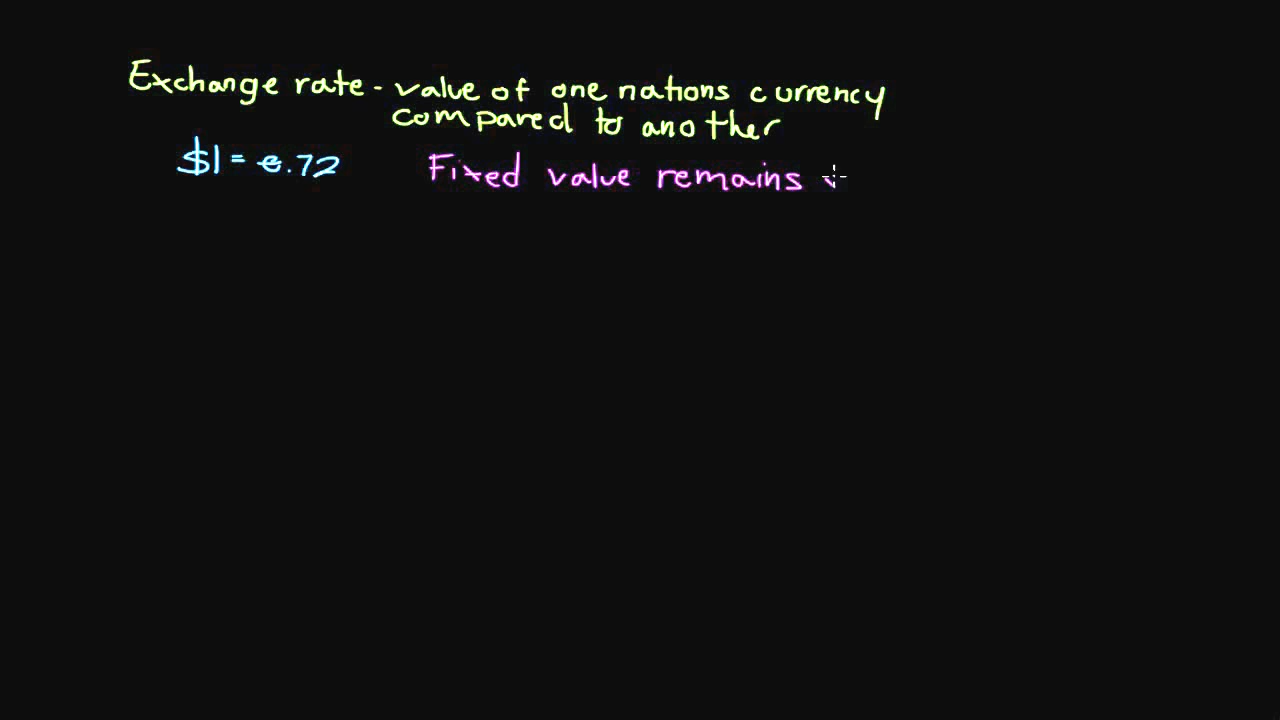 Exchange rate - value of one nations currency
compared to another
$1 = €.72
Fixed value remains